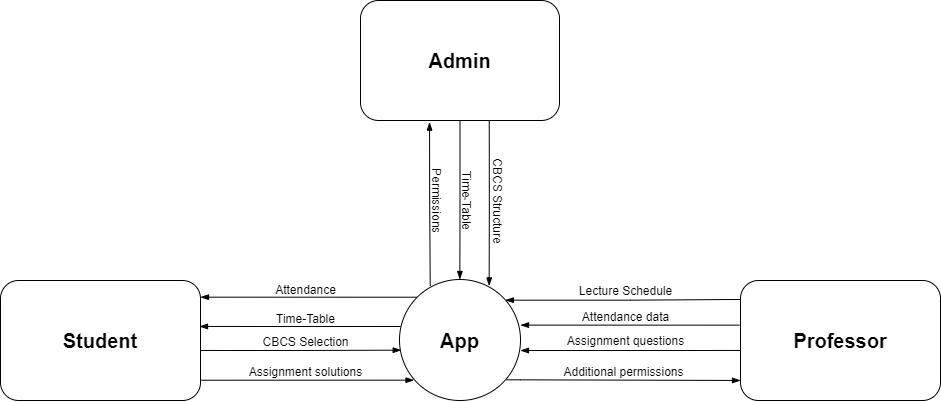 Admin
Permissions
Time-Table
CBCS Structure
Attendance
Time-Table
CBCS Selection
Assignment solutions
Student
App
Lecture Schedule
Attendance data
Assignment questions
Additional permissions
Professor